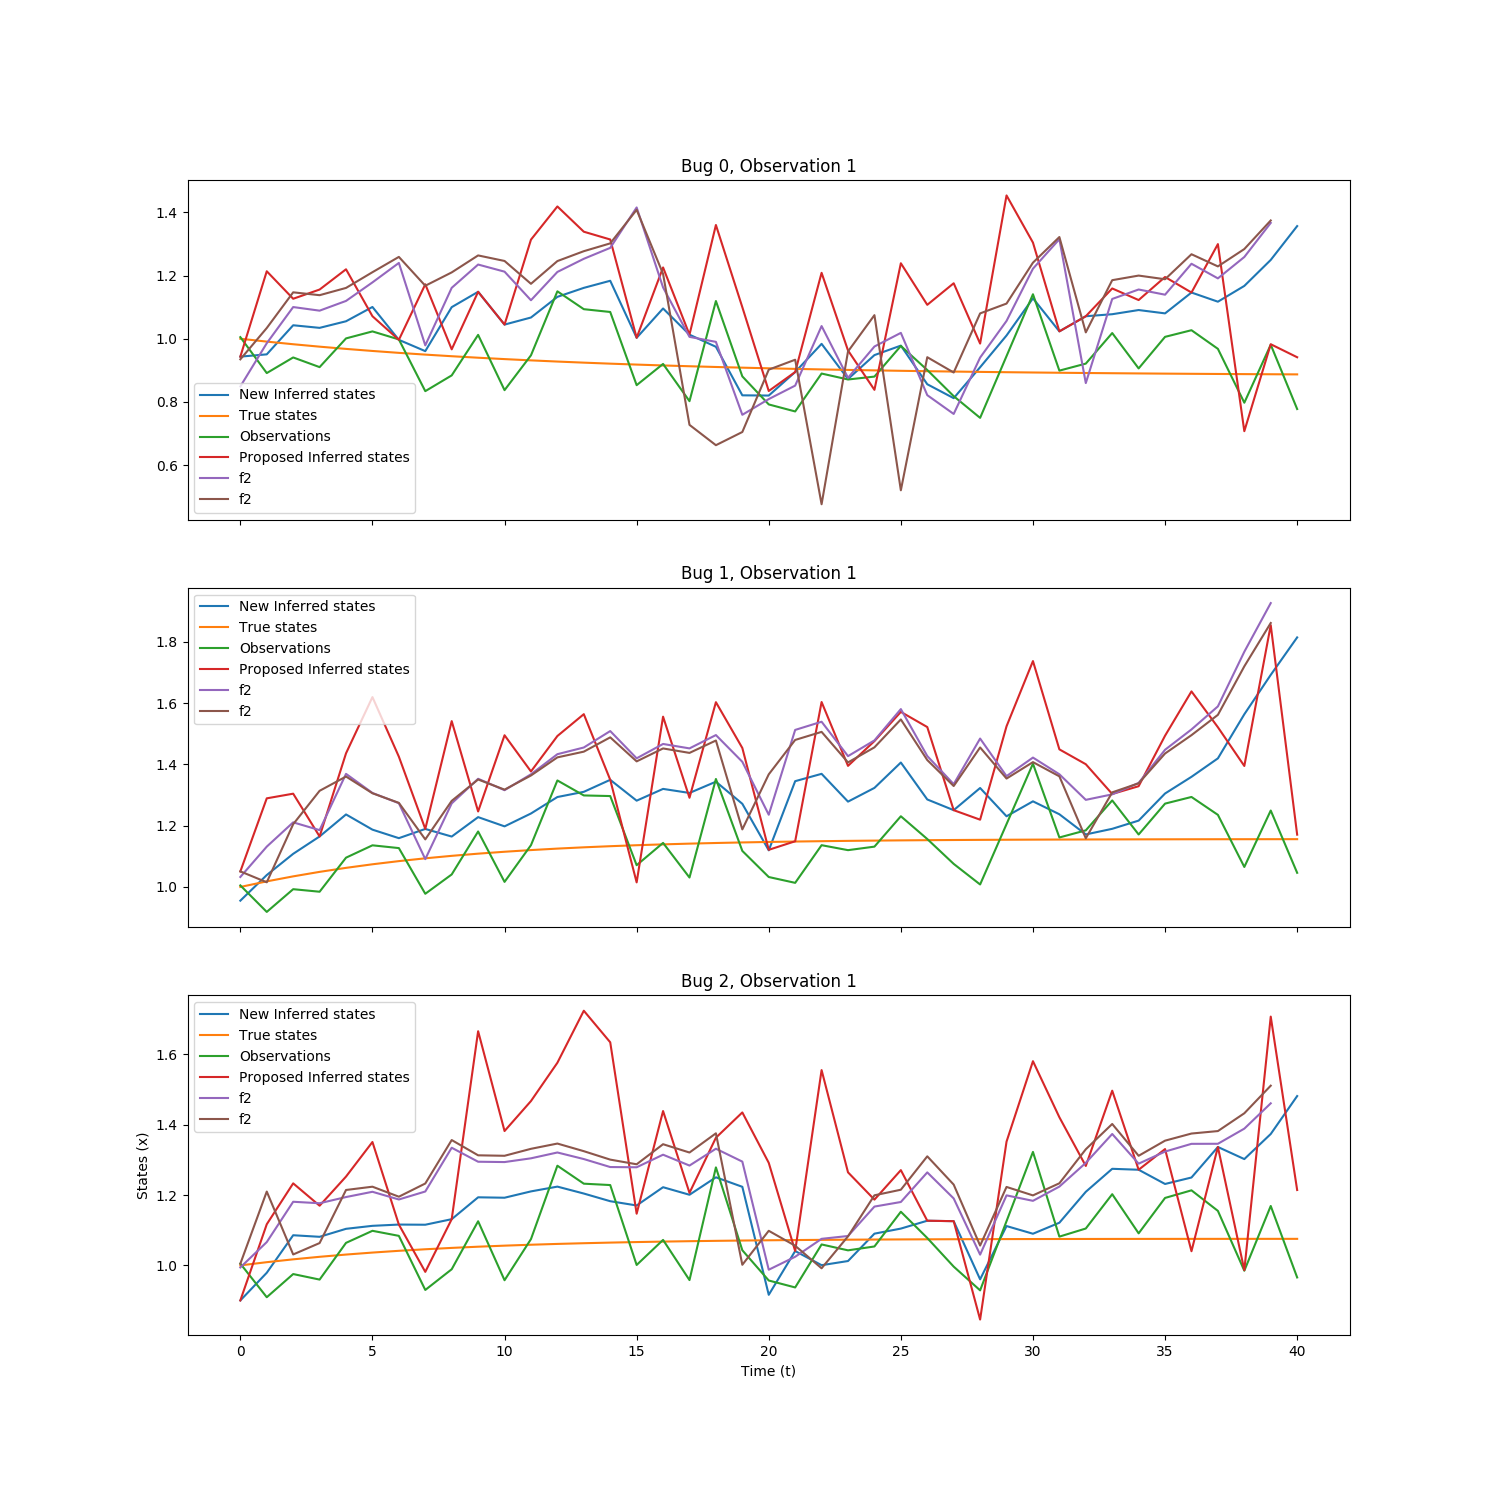 Bug 0, Observation 1
1.4
1.2
1.0
0.8
0.6
New Inferred states
True states
Observations
Proposed Inferred states
f2
f2
Bug 1, Observation 1
1.8
1.6
1.4
1.2
1.0
New Inferred states
True states
Observations
Proposed Inferred states
f2
f2
Bug 2, Observation 1
States (x)
1.6
1.4
1.2
1.0
New Inferred states
True states
Observations
Proposed Inferred states
f2
f2
0 5 10 15 20 25 30 35 40
Time (t)